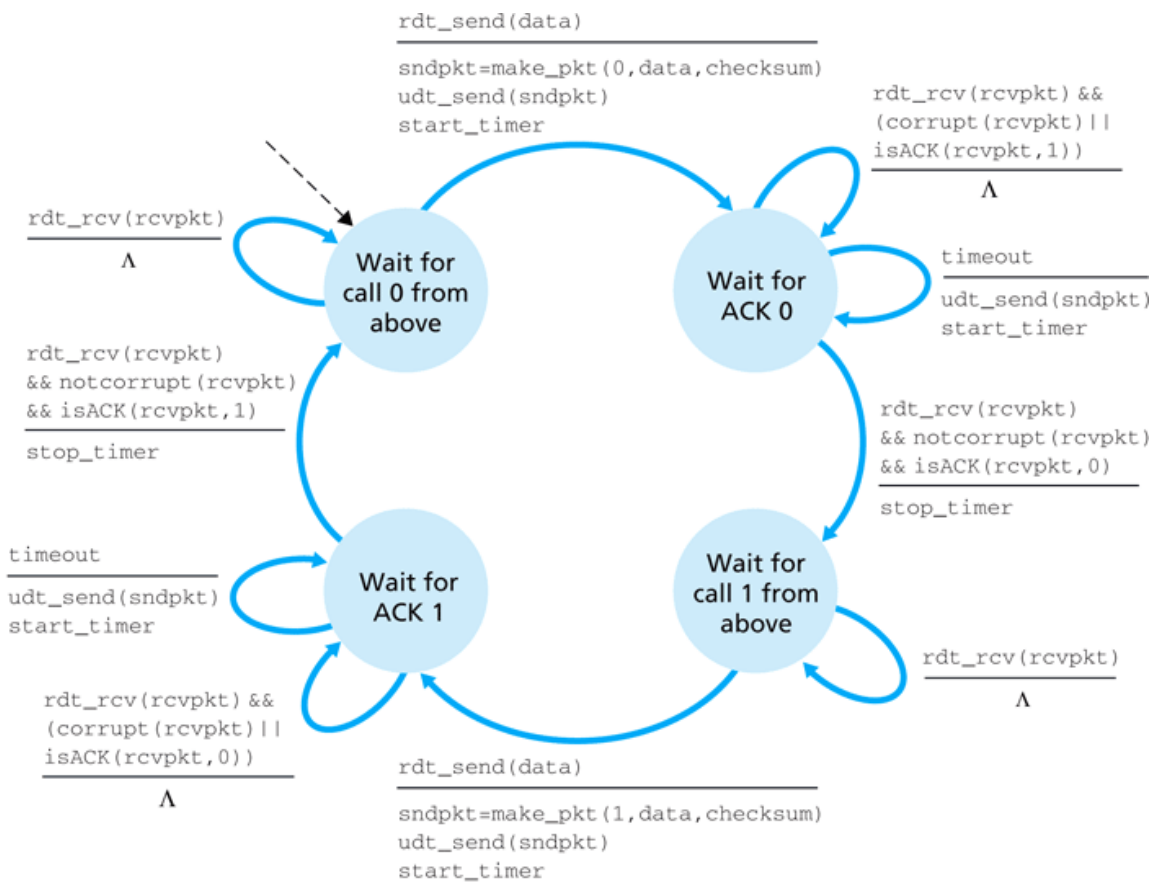 rdt_send(data)
sndpkt=make_pkt(0,data,checksum)
udt_send(sndpkt)
start_timer
rdt_rcv(rcvpkt) &&
(corrupt(rcvpkt)||
isACK(rcvpkt,1))
Λ
rdt_rcv(rcvpkt)
Λ
Wait for
call 0 from
above
Wait for
ACK 0
timeout
udt_send(sndpkt)
start_timer
rdt_rcv(rcvpkt)
&& notcorrupt(rcvpkt)
&& isACK(rcvpkt,1)
stop_timer
rdt_rcv(rcvpkt)
&& notcorrupt(rcvpkt)
&& isACK(rcvpkt,0)
stop_timer
timeout
udt_send(sndpkt)
start_timer
Wait for
ACK 1
Wait for
call 1 from
above
rdt_rcv(rcvpkt)
Λ
rdt_rcv(rcvpkt) &&
(corrupt(rcvpkt)||
isACK(rcvpkt,0))
Λ
rdt_send(data)
sndpkt=make_pkt(1,data,checksum)
udt_send(sndpkt)
start_timer